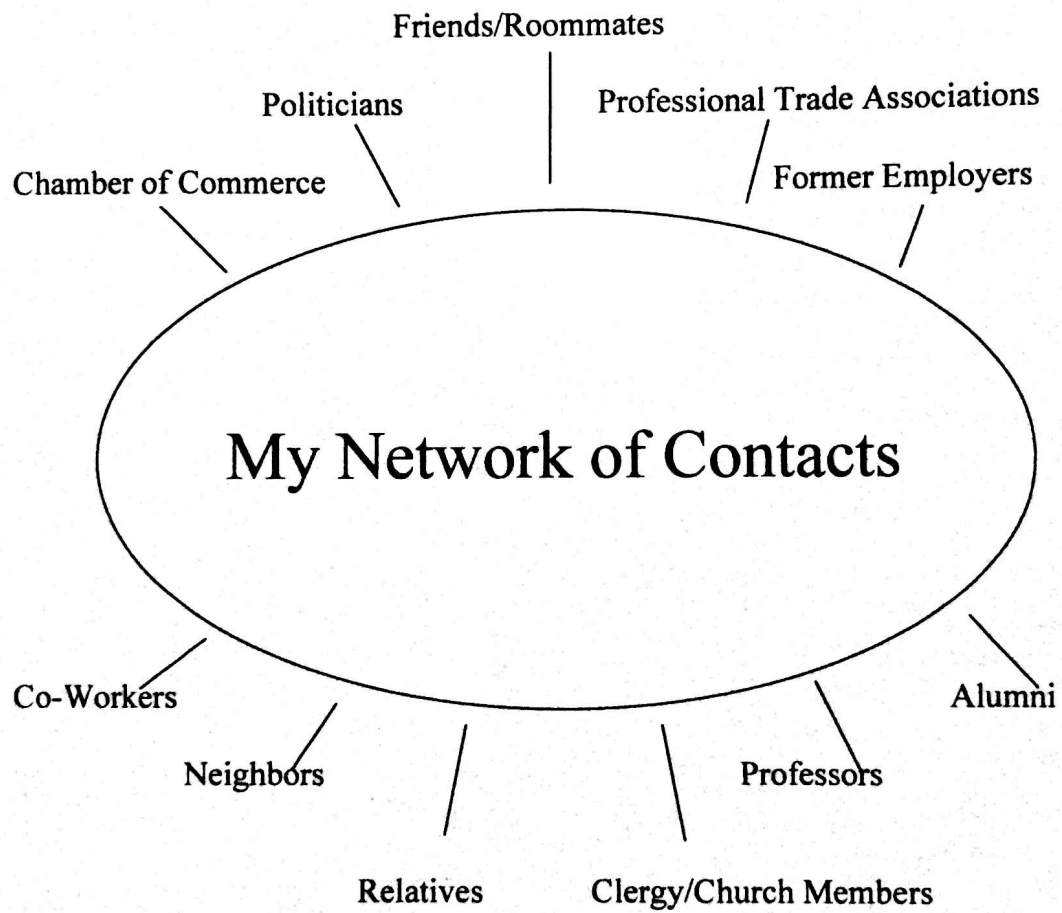 Friends/Roommates
Politicians
Professional Trade Associations
Chamber of Commerce
Former Employers
My Network of Contacts
Co-Workers
Alumni
Neighbors
Professors
Relatives
Clergy/Church Members